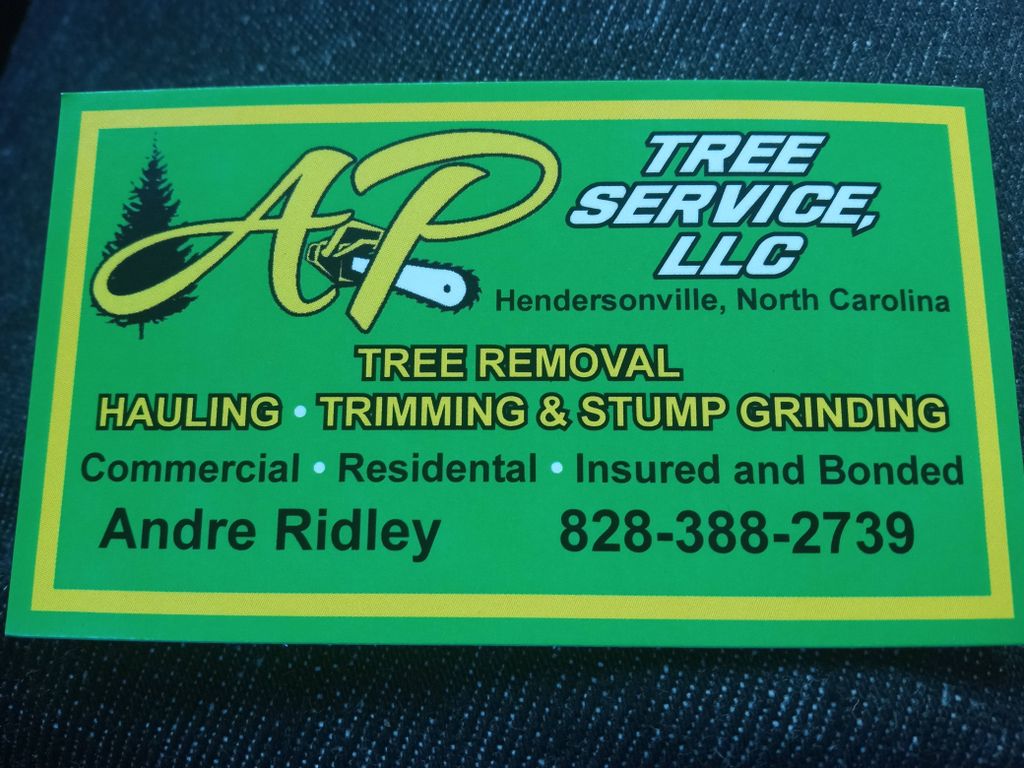 AP TREE
SERVICE,
LLC
Hendersonville, North Carolina
TREE REMOVAL
HAULING • TRIMMING & STUMP GRINDING
Commercial • Residental • Insured and Bonded
Andre Ridley 828-388-2739